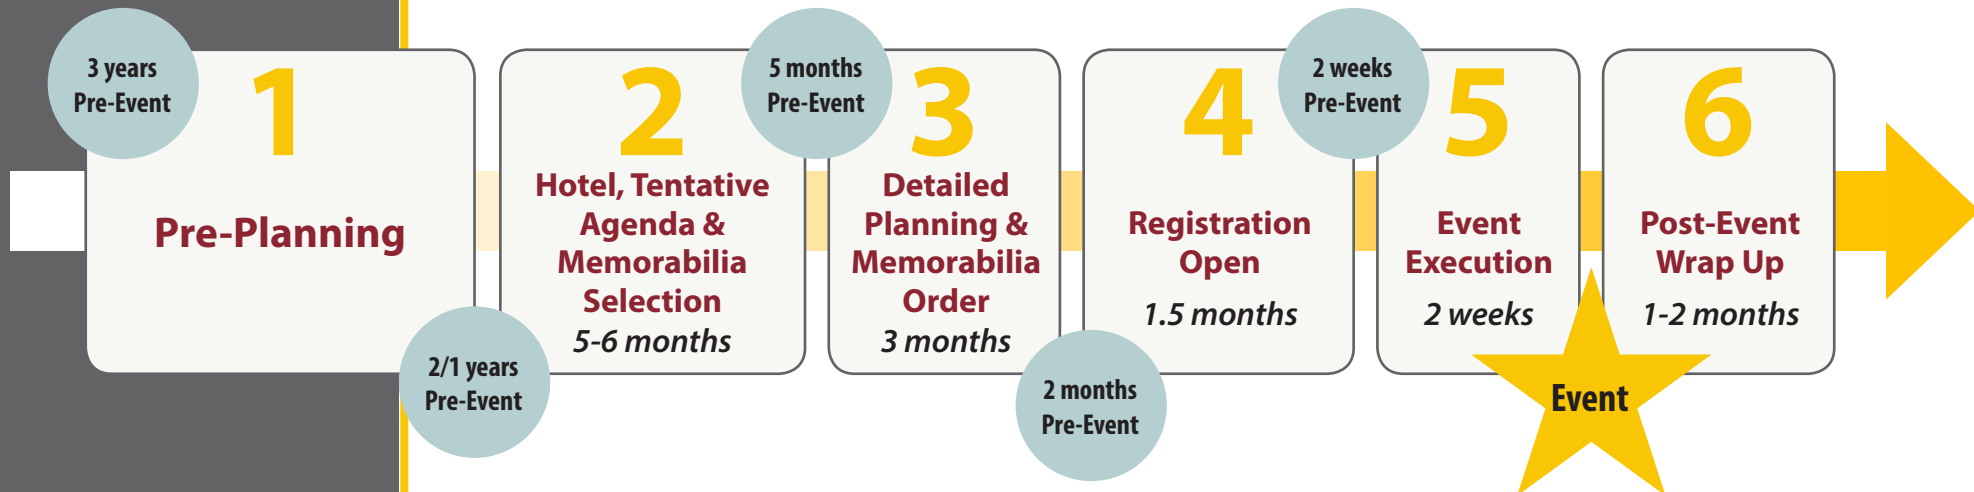 3 years
Pre-Event
1
Pre-Planning
2/1 years
Pre-Event
2
Hotel, Tentative
Agenda &
Memorabilia
Selection
5-6 months
5 months
Pre-Event
3
Detailed
Planning &
Memorabilia
Order
3 months
2 months
Pre-Event
4
Registration
Open
1.5 months
2 weeks
Pre-Event
5
Event
Execution
2 weeks
Event
6
Post-Event
Wrap Up
1-2 months